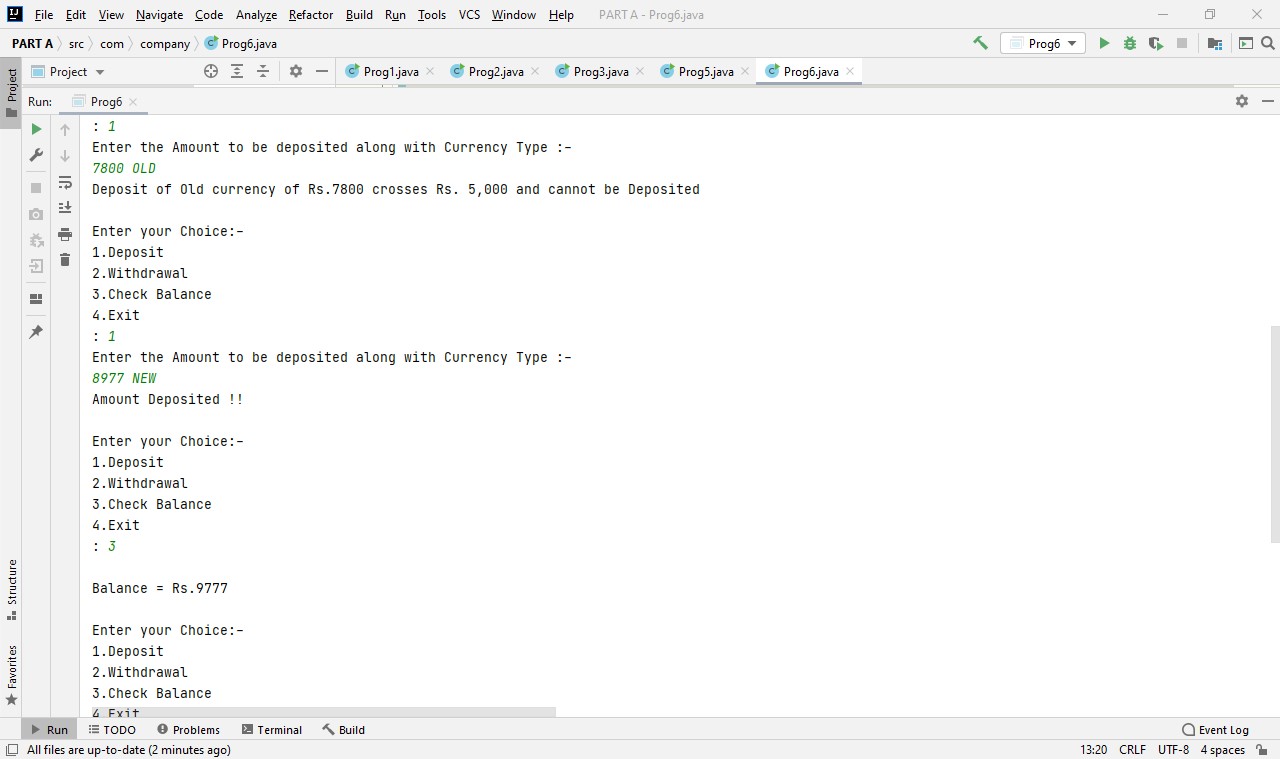 File Edit View Navigate Code Analyze Refactor Build Run Tools VCS Window Help PART A - Prog6.java
PART A src com company Prog6.java Prog6
Project Project Prog1.java Prog2.java Prog3.java Prog5.java Prog6.java
Run: Prog6
: 1
Enter the Amount to be deposited along with Currency Type :-
7800 OLD
Deposit of Old currency of Rs.7800 crosses Rs. 5,000 and cannot be Deposited
Enter your Choice:-
1.Deposit
2.Withdrawal
3.Check Balance
4.Exit
: 1
Enter the Amount to be deposited along with Currency Type :-
8977 NEW
Amount Deposited !!
Enter your Choice:-
1.Deposit
2.Withdrawal
3.Check Balance
4.Exit
: 3
Balance = Rs.9777
Enter your Choice:-
1.Deposit
2.Withdrawal
3.Check Balance
4.Exit
Structure
Favorites
Run TODO Problems Terminal Build Event Log
All files are up-to-date (2 minutes ago) 13:20 CRLF UTF-8 4 spaces